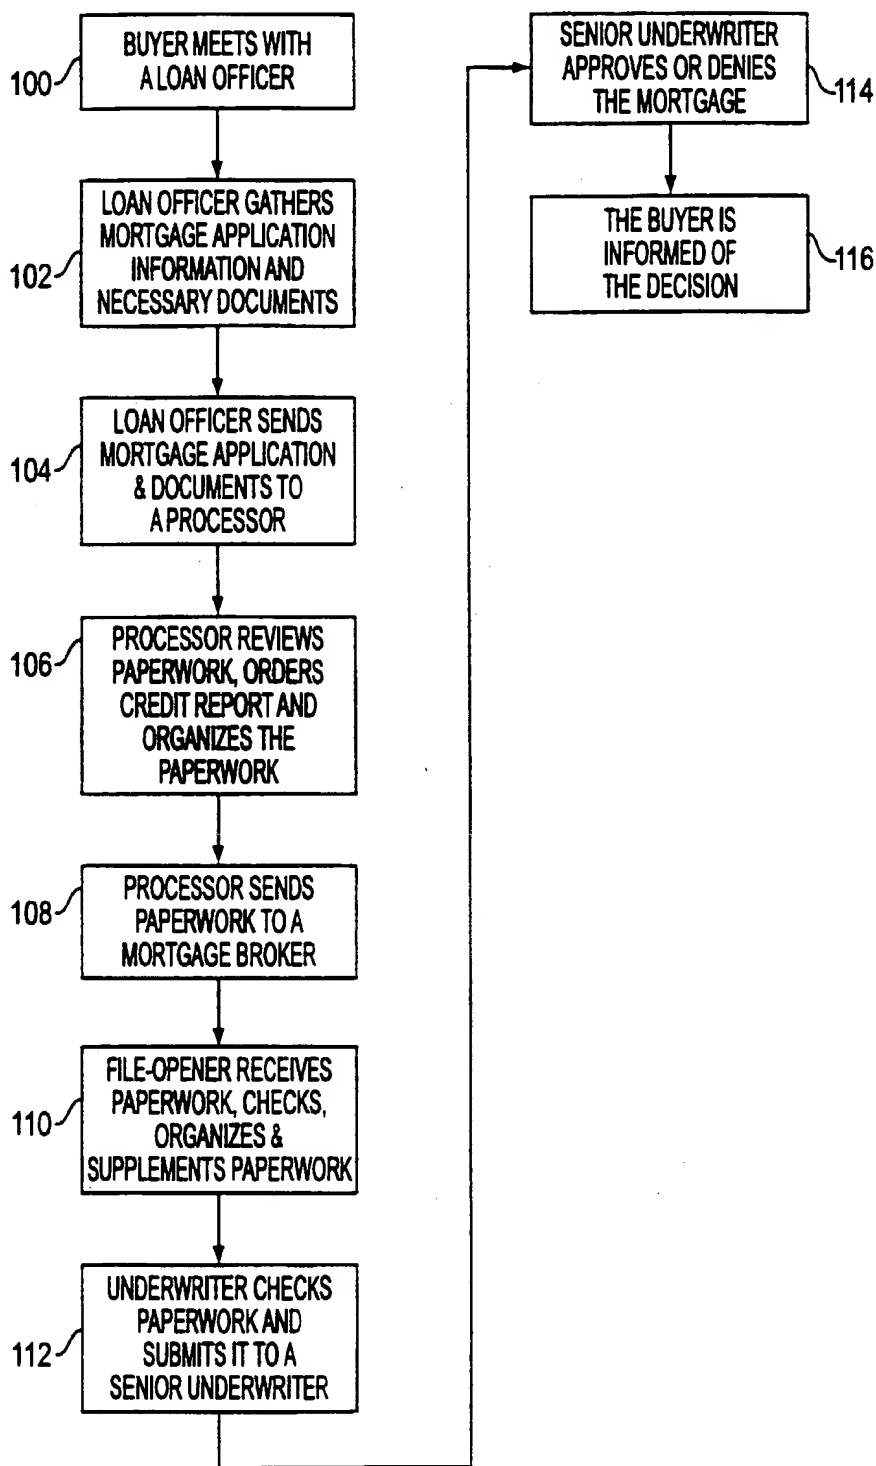 100
BUYER MEETS WITH
A LOAN OFFICER
102
LOAN OFFICER GATHERS
MORTGAGE APPLICATION
INFORMATION AND
NECESSARY DOCUMENTS
104
LOAN OFFICER SENDS
MORTGAGE APPLICATION
& DOCUMENTS TO
A PROCESSOR
106
PROCESSOR REVIEWS
PAPERWORK, ORDERS
CREDIT REPORT AND
ORGANIZES THE
PAPERWORK
108
PROCESSOR SENDS
PAPERWORK TO A
MORTGAGE BROKER
110
FILE-OPENER RECEIVES
PAPERWORK, CHECKS,
ORGANIZES &
SUPPLEMENTS PAPERWORK
112
UNDERWRITER CHECKS
PAPERWORK AND
SUBMITS IT TO A
SENIOR UNDERWRITER
SENIOR UNDERWRITER
APPROVES OR DENIES
THE MORTGAGE
114
THE BUYER IS
INFORMED OF
THE DECISION
116